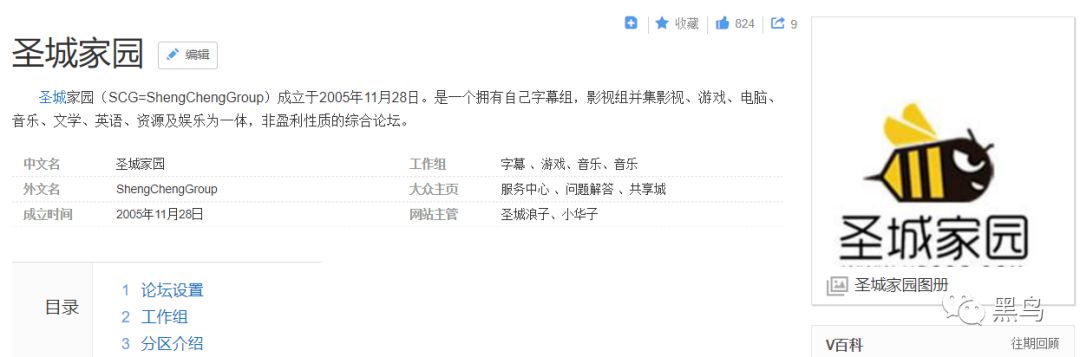 收藏 824 9
圣城家园 编辑
圣城家园（SCG=ShengChengGroup）成立于2005年11月28日。是一个拥有自己字幕组，影视组并集影视、游戏、电脑、
音乐、文学、英语、资源及娱乐为一体，非盈利性质的综合论坛。
中文名 圣城家园 工作组 字幕 、游戏、音乐、音乐
外文名 ShengChengGroup 大众主页 服务中心 、问题解答 、共享城
成立时间 2005年11月28日 网站主管 圣城浪子、小华子
目录
1 论坛设置
2 工作组
3 分区介绍
圣城家园
圣城家园图册
黑鸟
V百科 往期回顾